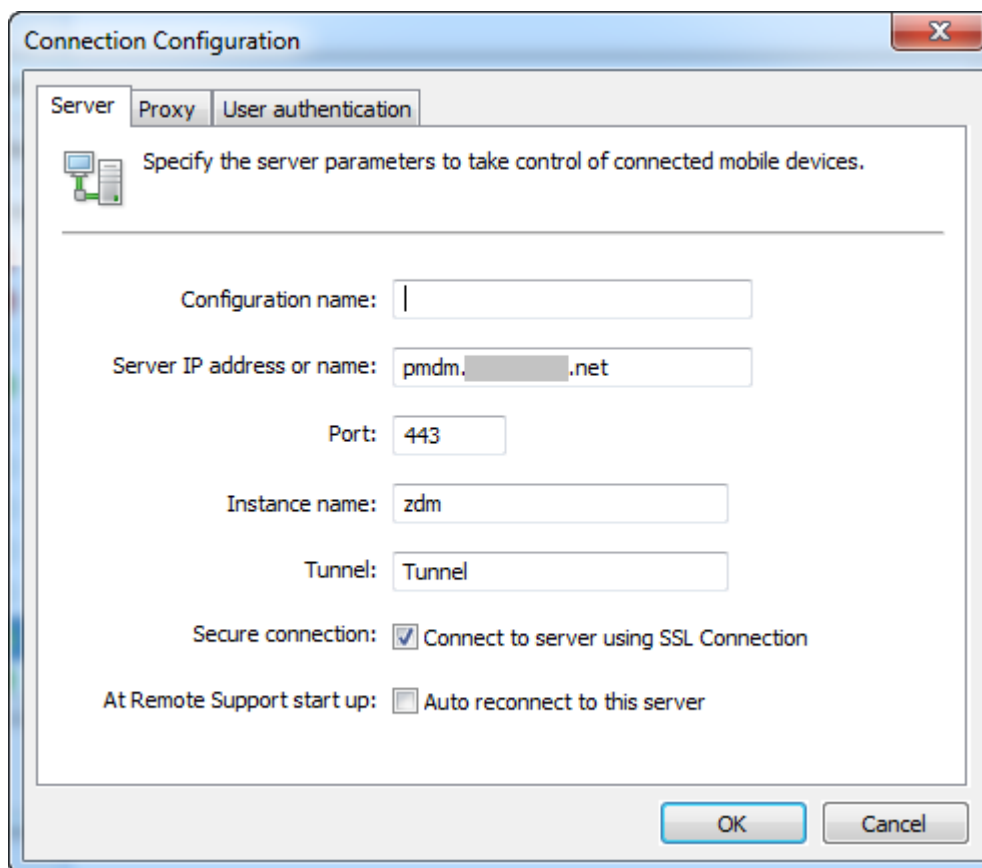 Connection Configuration
Server Proxy User authentication
Specify the server parameters to take control of connected mobile devices.
Configuration name:
Server IP address or name: pmdm. .net
Port: 443
Instance name: zdm
Tunnel: Tunnel
Secure connection: Connect to server using SSL Connection
At Remote Support start up: Auto reconnect to this server
OK Cancel